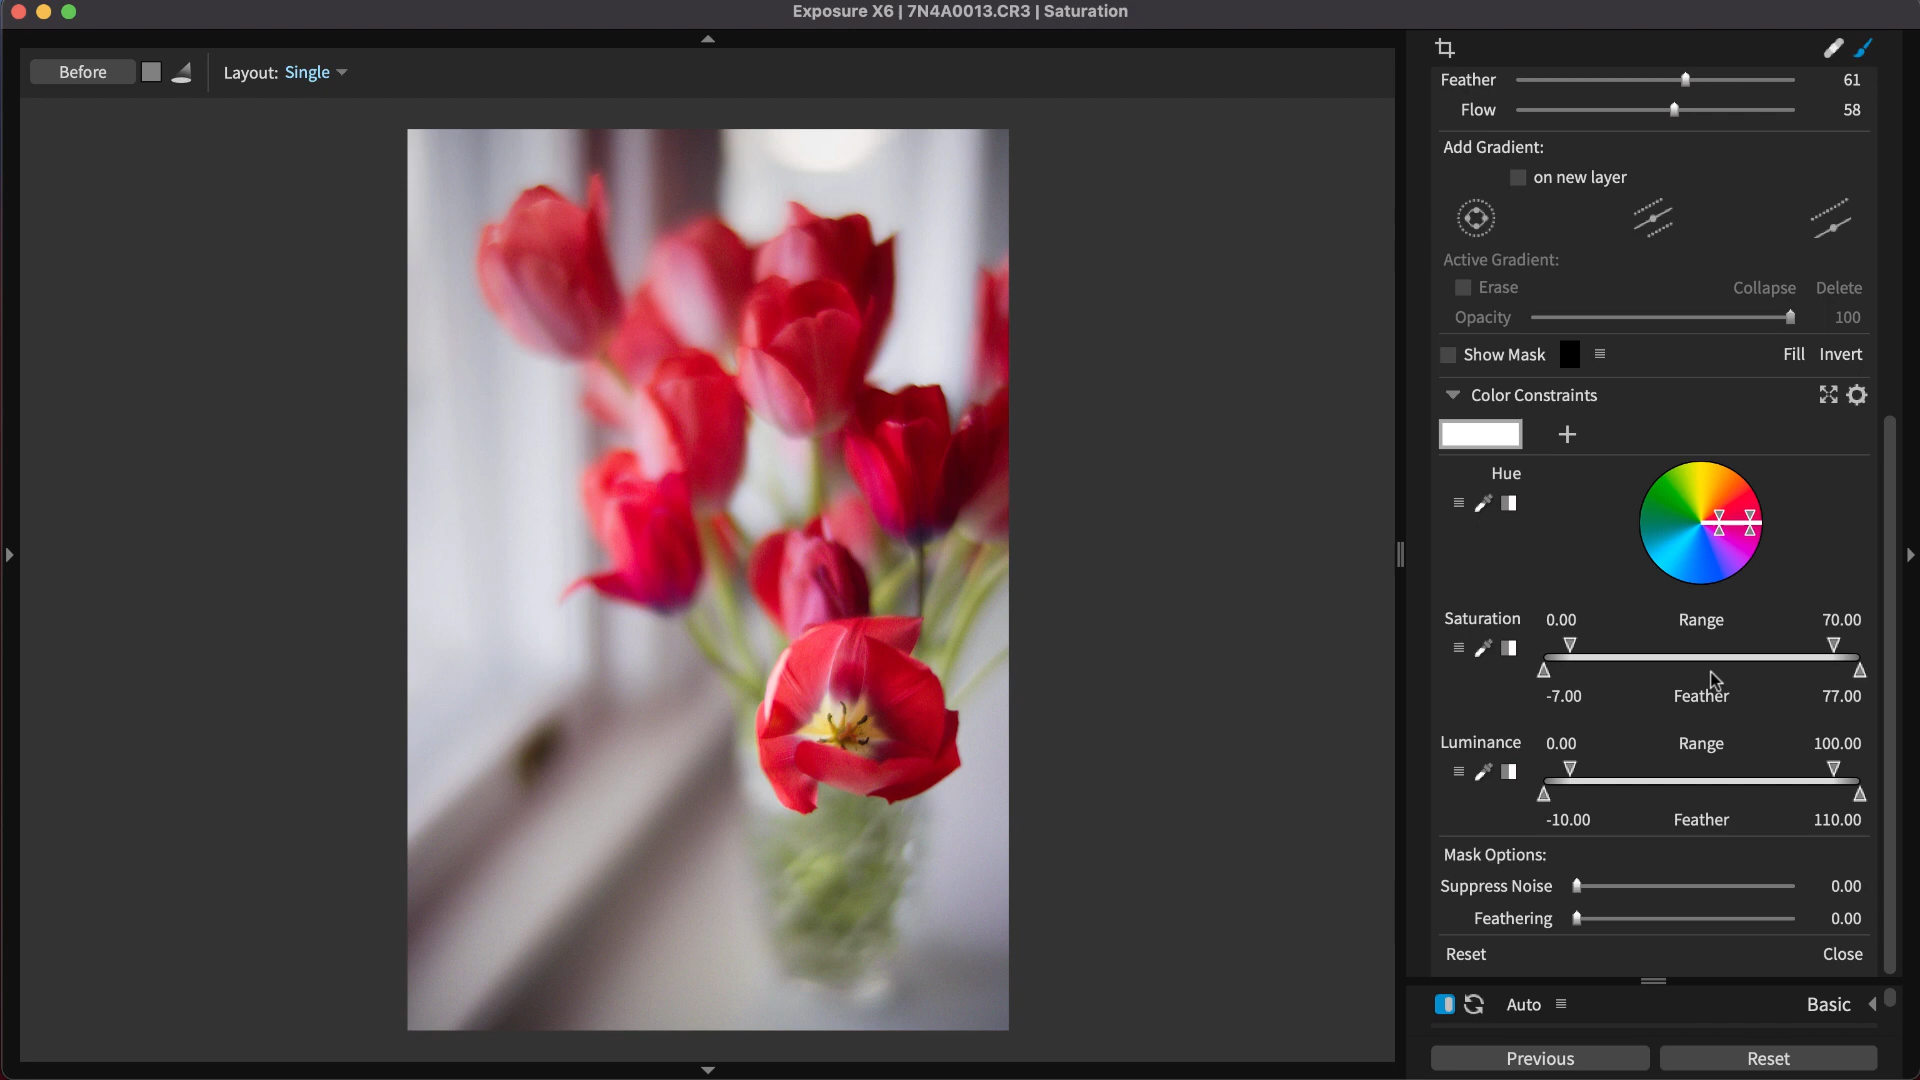 Exposure X6 | 7N4A0013.CR3 | Saturation
Before
Layout: Single
Feather 61
Flow 58
Add Gradient:
on new layer
Active Gradient:
Erase Collapse Delete
Opacity 100
Show Mask Fill Invert
Color Constraints
Hue
Saturation 0.00 Range 70.00
-7.00 Feather 77.00
Luminance 0.00 Range 100.00
-10.00 Feather 110.00
Mask Options:
Suppress Noise 0.00
Feathering 0.00
Reset Close
Auto Basic
Previous Reset